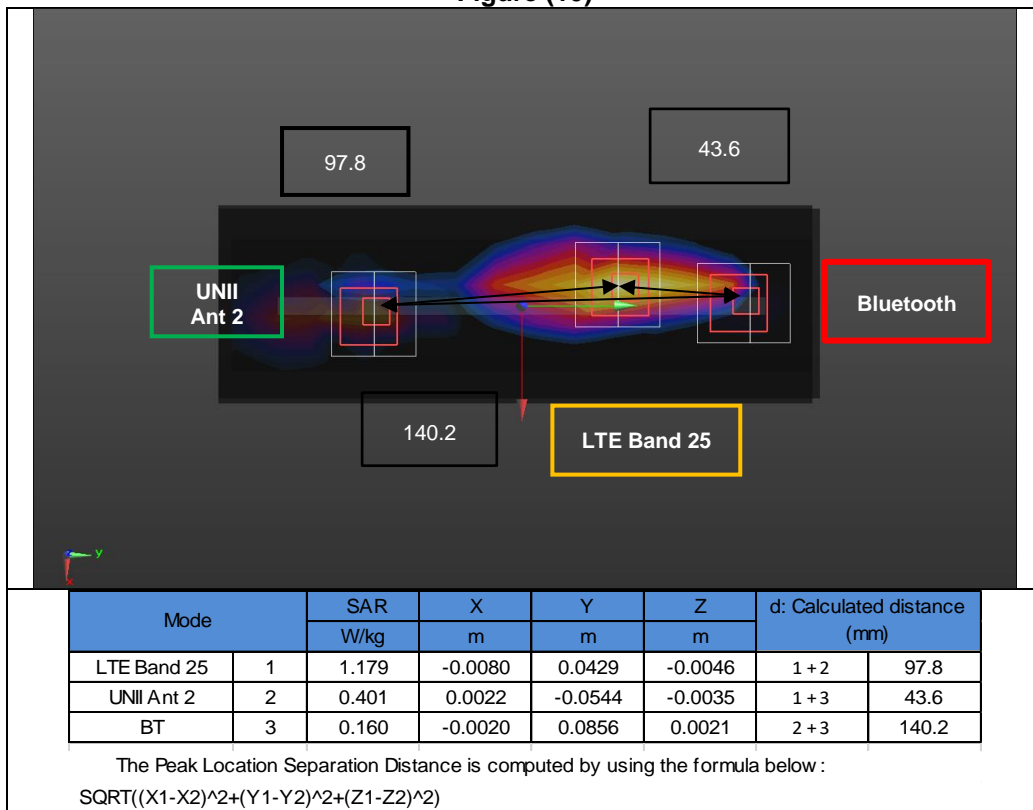 97.8
43.6
UNII
Ant 2
Bluetooth
140.2
LTE Band 25
y
x
Mode SAR X Y Z d: Calculated distance (mm)
W/kg m m m
LTE Band 25 1 1.179 -0.0080 0.0429 -0.0046 1 + 2 97.8
UNII Ant 2 2 0.401 0.0022 -0.0544 -0.0035 1 + 3 43.6
BT 3 0.160 -0.0020 0.0856 0.0021 2 + 3 140.2
The Peak Location Separation Distance is computed by using the formula below :
SQRT((X1-X2)^2+(Y1-Y2)^2+(Z1-Z2)^2)